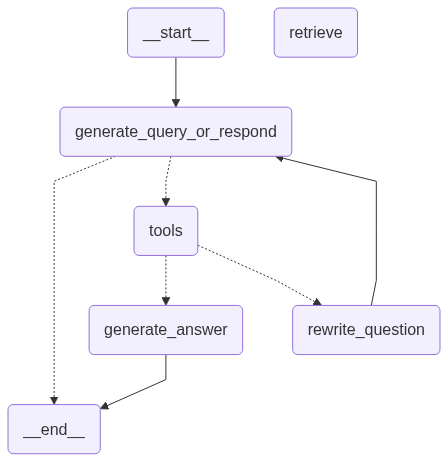 __start__
retrieve
generate_query_or_respond
tools
generate_answer
rewrite_question
__end__